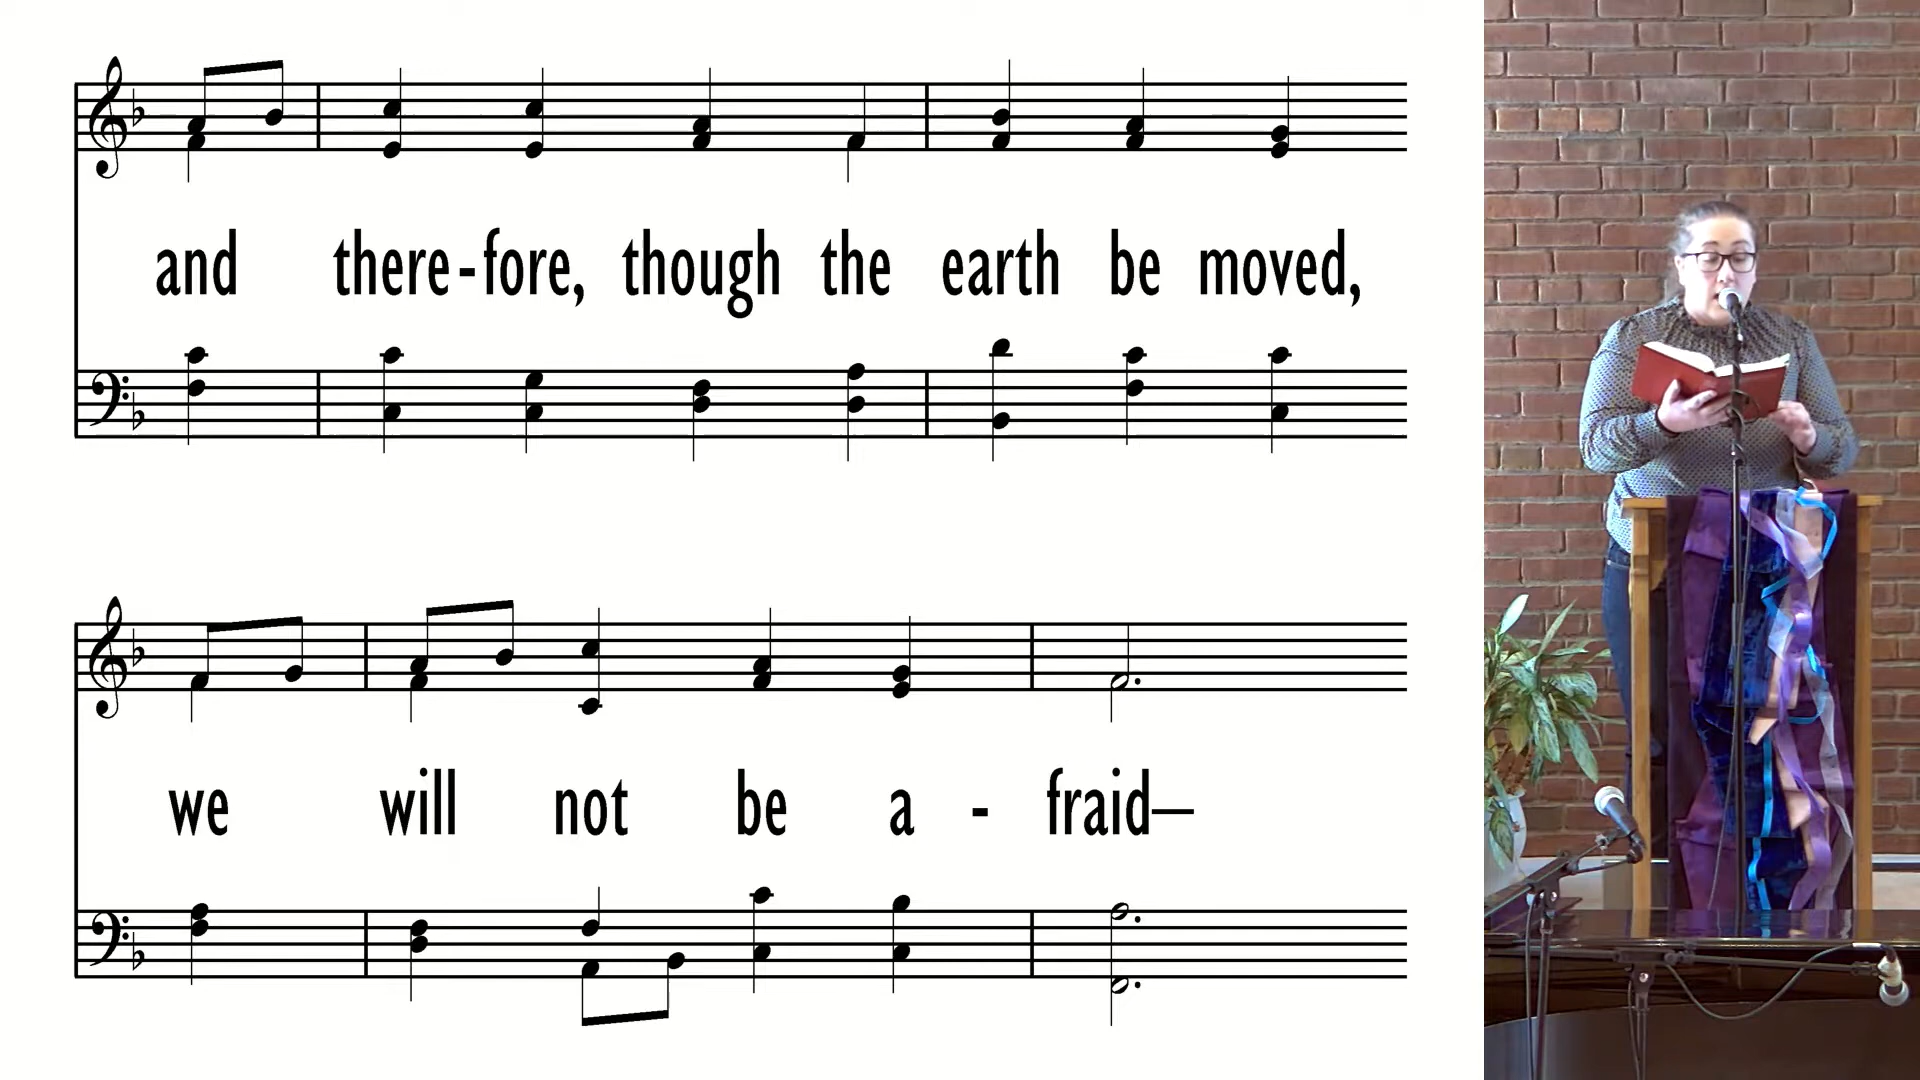 and there-fore, though the earth be moved,
we will not be a - fraid—